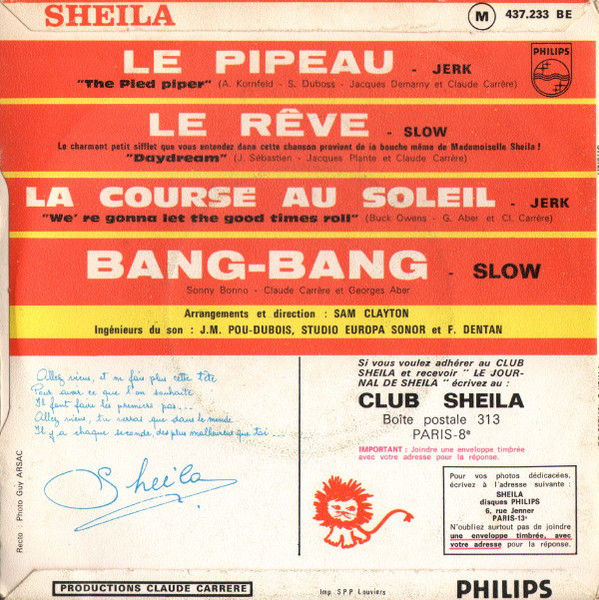 SHEILA
M 437.233 BE
LE PIPEAU - JERK
PHILIPS
"The Pied piper" (A. Kornfeld - S. Duboss - Jacques Demarny et Claude Carrère)
LE RÊVE - SLOW
Le charmant petit sifflet que vous entendez dans cette chanson provient de la bouche même de Mademoiselle Sheila !
"Daydream" (J. Sébastien - Jacques Plante et Claude Carrère)
LA COURSE AU SOLEIL - JERK
"We' re gonna let the good times roll" (Buck Owens - G. Aber et Cl. Carrère)
BANG-BANG - SLOW
Sonny Bonno - Claude Carrère et Georges Aber
Arrangements et direction : SAM CLAYTON
Ingénieurs du son : J.M. POU-DUBOIS, STUDIO EUROPA SONOR et F. DENTAN
Allez viens, et ne fais plus cette tête
Pour avoir ce que l'on souhaite
Il faut faire les premiers pas...
Allez viens, tu verras que dans le monde
Il y a chaque seconde, des plus malheureux que toi...
Sheila
Recto : Photo Guy ARSAC
Si vous voulez adhérer au CLUB
SHEILA et recevoir " LE JOUR-
NAL DE SHEILA " écrivez au :
CLUB SHEILA
Boîte postale 313
PARIS-8e
IMPORTANT : Joindre une enveloppe timbrée
avec votre adresse pour la réponse.
Pour vos photos dédicacées,
écrivez à l'adresse suivante :
SHEILA
disques PHILIPS
6, rue Jenner
PARIS-13e
N'oubliez surtout pas de joindre
une enveloppe timbrée, avec
votre adresse pour la réponse.
PRODUCTIONS CLAUDE CARRERE
Imp. SPP Louviers
PHILIPS